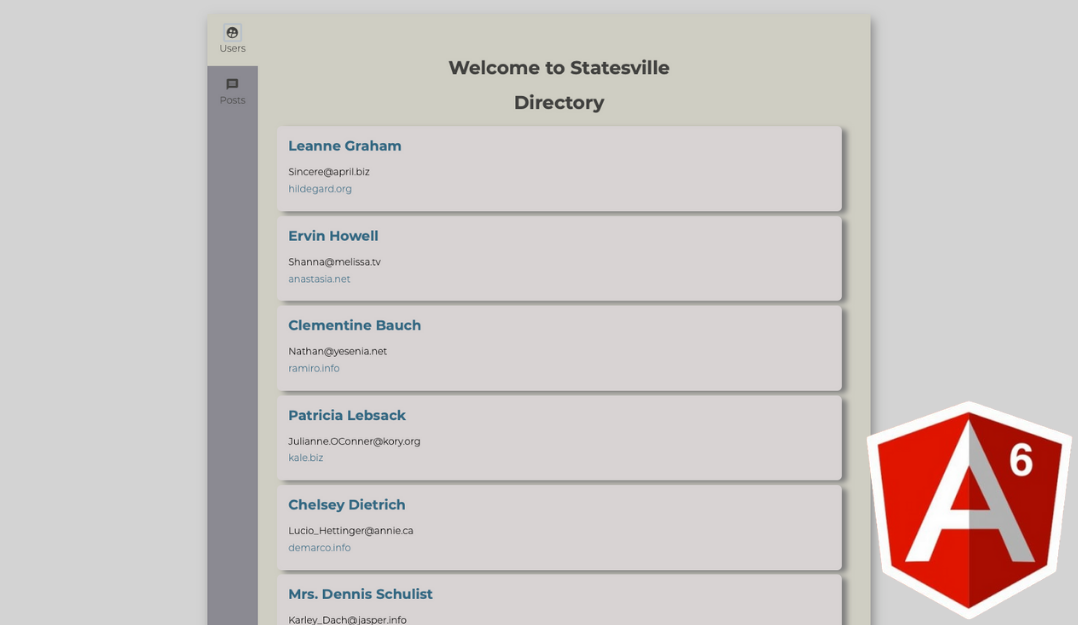 Users
Posts
Welcome to Statesville
Directory
Leanne Graham
Sincere@april.biz
hildegard.org
Ervin Howell
Shanna@melissa.tv
anastasia.net
Clementine Bauch
Nathan@yesenia.net
ramiro.info
Patricia Lebsack
Julianne.OConner@kory.org
kale.biz
Chelsey Dietrich
Lucio_Hettinger@annie.ca
demarco.info
Mrs. Dennis Schulist
Karley_Dach@jasper.info
A 6